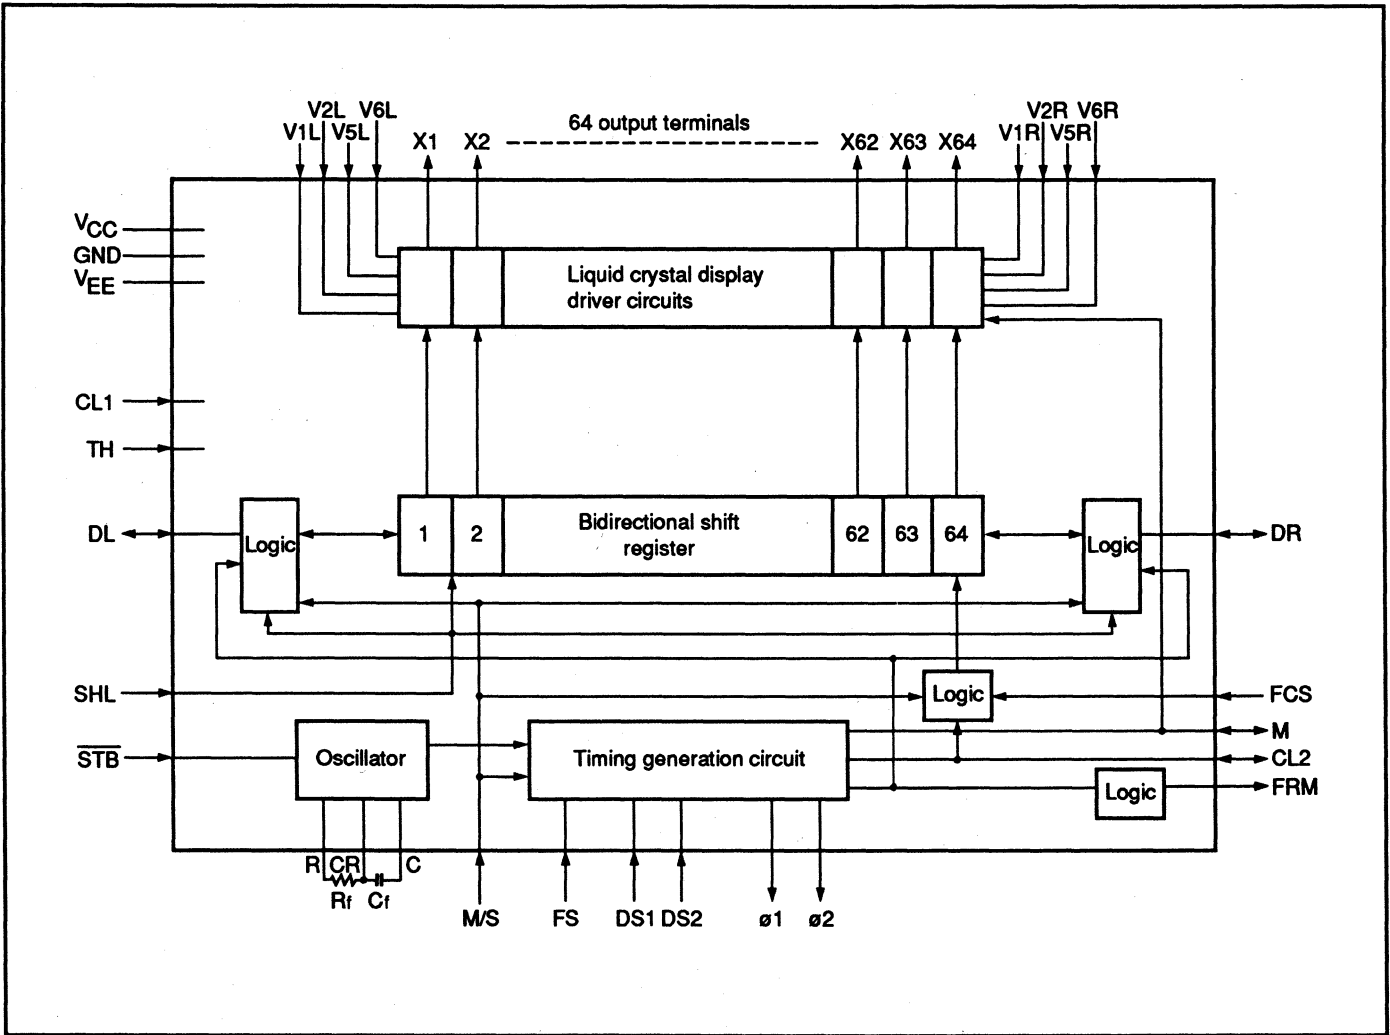 V2L V6L
V1L V5L
X1 X2
64 output terminals
X62 X63 X64
V2R V6R
V1R V5R
VCC
GND
VEE
Liquid crystal display
driver circuits
CL1
TH
DL
Logic
1 2
Bidirectional shift
register
62 63 64
Logic
DR
SHL
Logic
FCS
STB
Oscillator
Timing generation circuit
M
CL2
Logic
FRM
R CR C
Rf Cf
M/S FS DS1 DS2 ø1 ø2